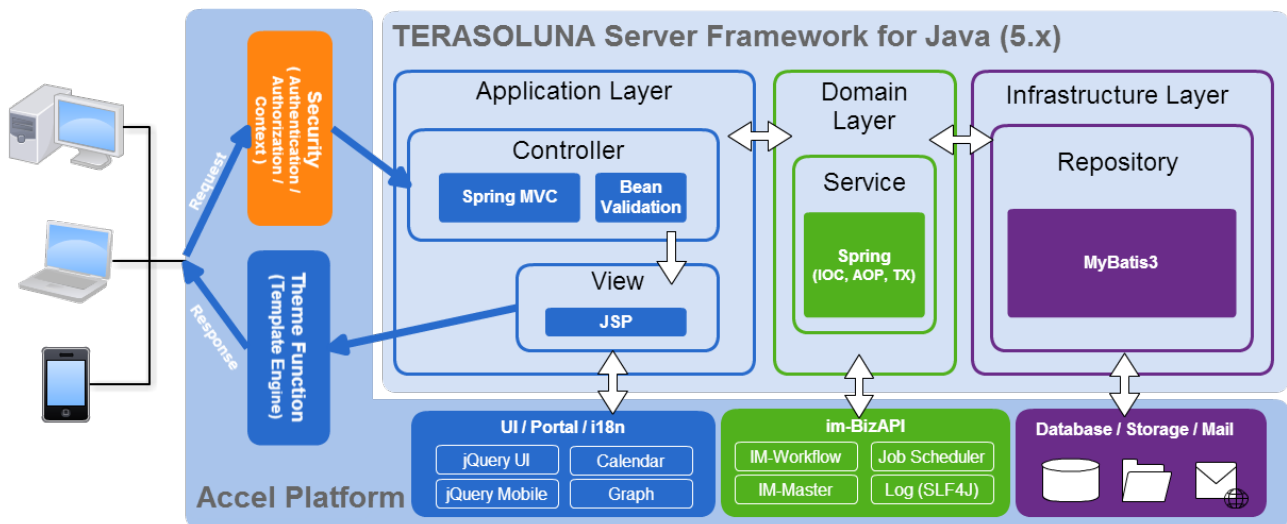 TERASOLUNA Server Framework for Java (5.x)
Security
( Authentication /
Authorization /
Context )
Request
Response
Theme Function
(Template Engine)
Application Layer
Controller
Spring MVC
Bean
Validation
View
JSP
Domain
Layer
Service
Spring
(IOC, AOP, TX)
Infrastructure Layer
Repository
MyBatis3
Accel Platform
UI / Portal / i18n
jQuery UI
Calendar
jQuery Mobile
Graph
im-BizAPI
IM-Workflow
Job Scheduler
IM-Master
Log (SLF4J)
Database / Storage / Mail